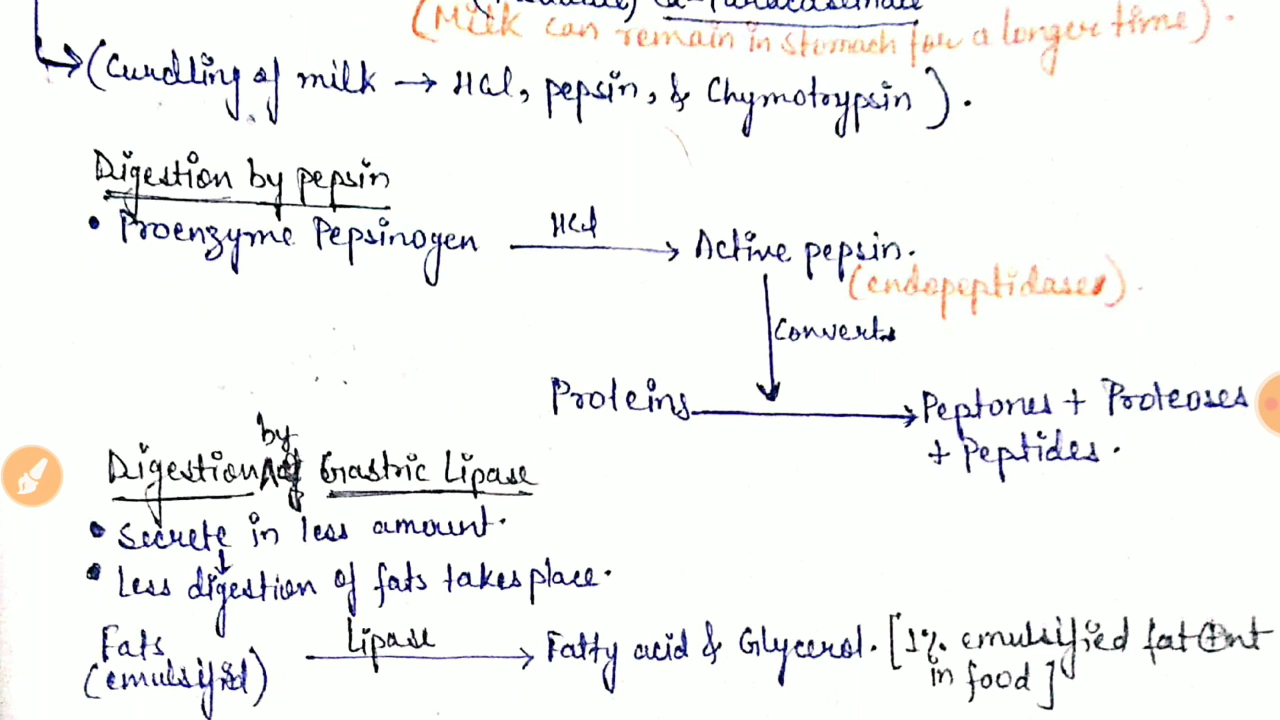 (Milk can remain in stomach for a longer time).
(Curdling of milk → HCl, pepsin, & Chymotrypsin).
Digestion by pepsin
• Proenzyme Pepsinogen HCl → Active pepsin.
(endopeptidases).
Converts
Proteins → Peptones + Proteoses
+ Peptides.
Digestion by Gastric Lipase
• Secrete in less amount.
• Less digestion of fats takes place.
Fats Lipase → Fatty acid & Glycerol. [1% emulsified fat
(emulsified) in food]